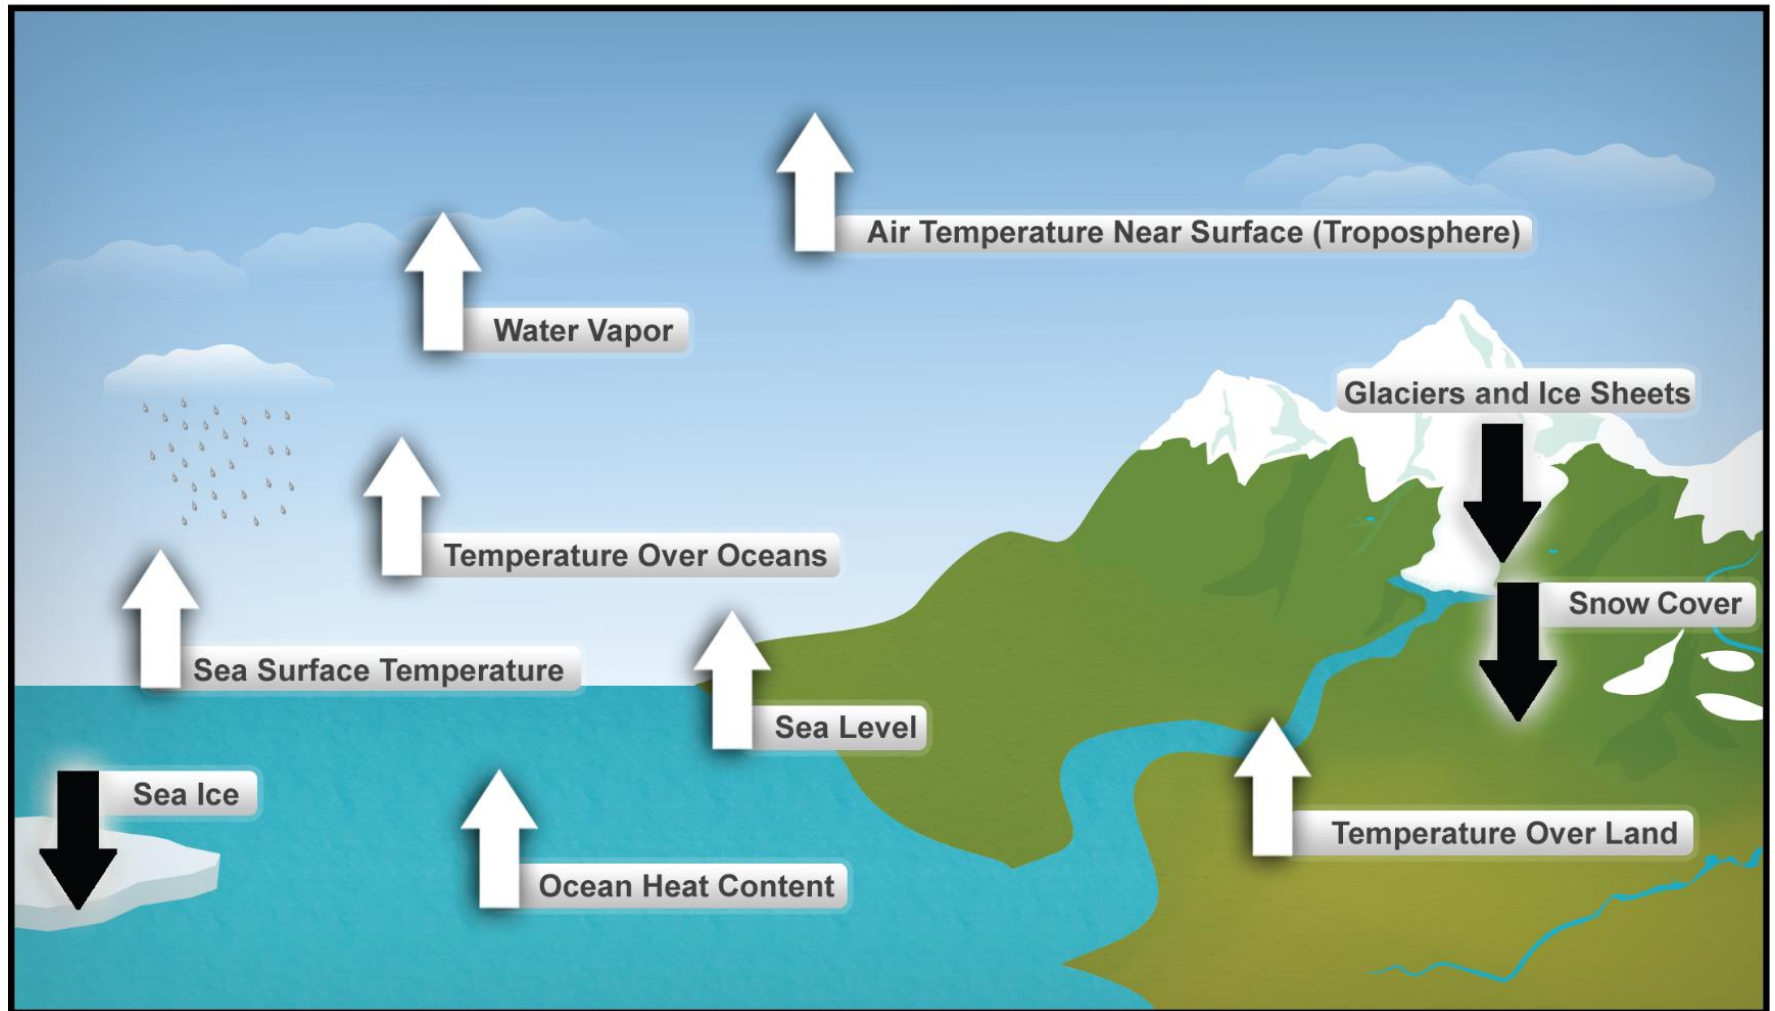 Air Temperature Near Surface (Troposphere)
Water Vapor
Glaciers and Ice Sheets
Temperature Over Oceans
Snow Cover
Sea Surface Temperature
Sea Level
Sea Ice
Temperature Over Land
Ocean Heat Content